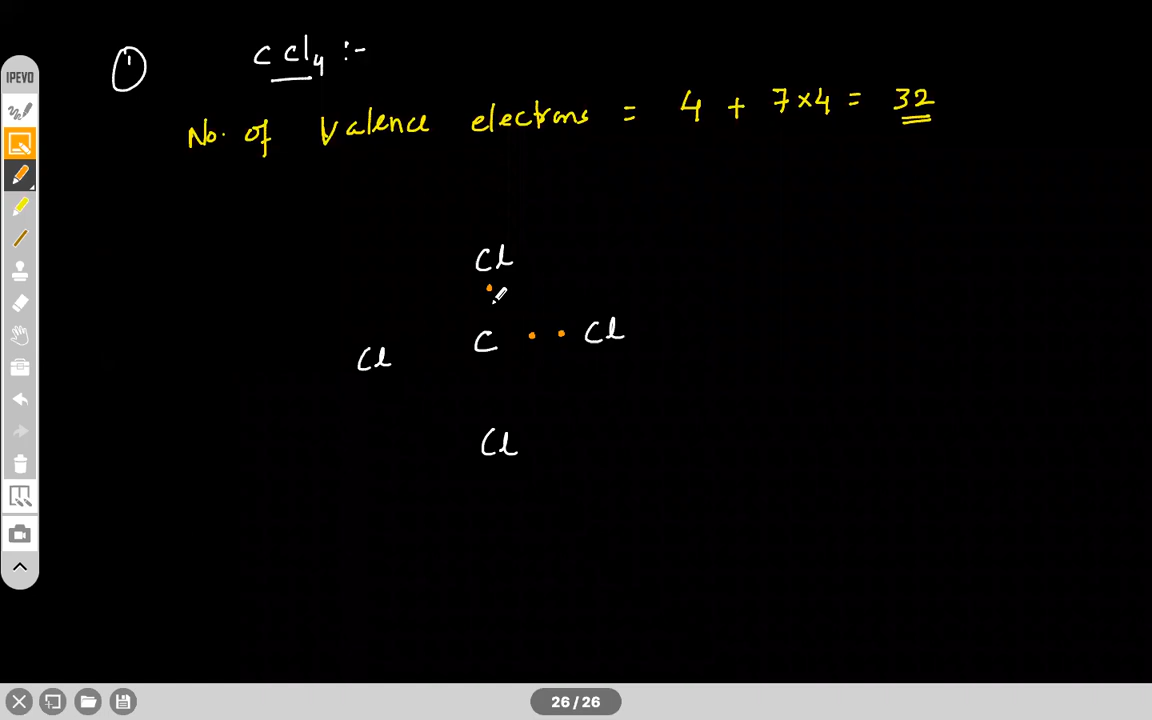 IPEVO
1 CCl4 :-
No. of Valence electrons = 4 + 7×4 = 32
Cl
C . . Cl
Cl
Cl
26 / 26